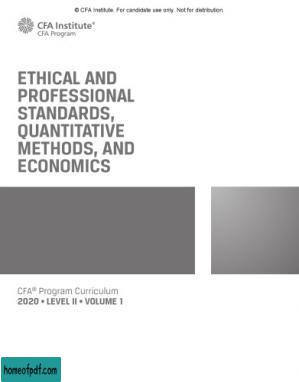 © CFA Institute. For candidate use only. Not for distribution.
CFA Institute®
CFA Program
ETHICAL AND
PROFESSIONAL
STANDARDS,
QUANTITATIVE
METHODS, AND
ECONOMICS
CFA® Program Curriculum
2020 • LEVEL II • VOLUME 1
homeofpdf.com